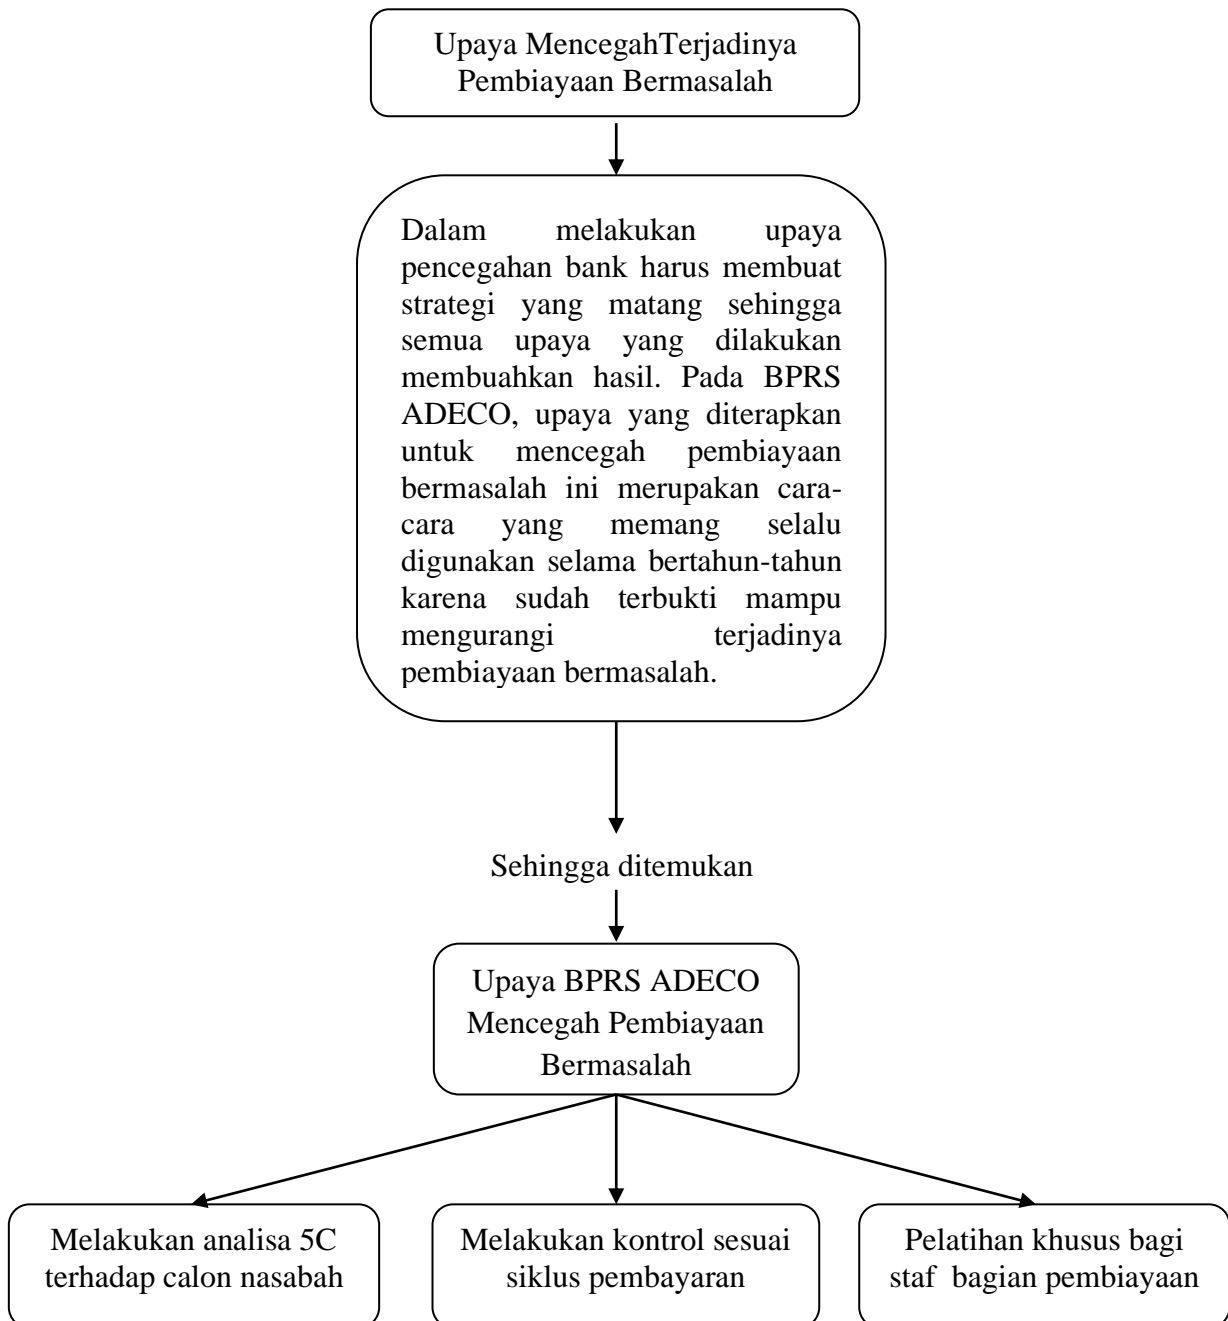 Upaya MencegahTerjadinya
Pembiayaan Bermasalah
Dalam melakukan upaya
pencegahan bank harus membuat
strategi yang matang sehingga
semua upaya yang dilakukan
membuahkan hasil. Pada BPRS
ADECO, upaya yang diterapkan
untuk mencegah pembiayaan
bermasalah ini merupakan cara-
cara yang memang selalu
digunakan selama bertahun-tahun
karena sudah terbukti mampu
mengurangi terjadinya
pembiayaan bermasalah.
Sehingga ditemukan
Upaya BPRS ADECO
Mencegah Pembiayaan
Bermasalah
Melakukan analisa 5C
terhadap calon nasabah
Melakukan kontrol sesuai
siklus pembayaran
Pelatihan khusus bagi
staf bagian pembiayaan